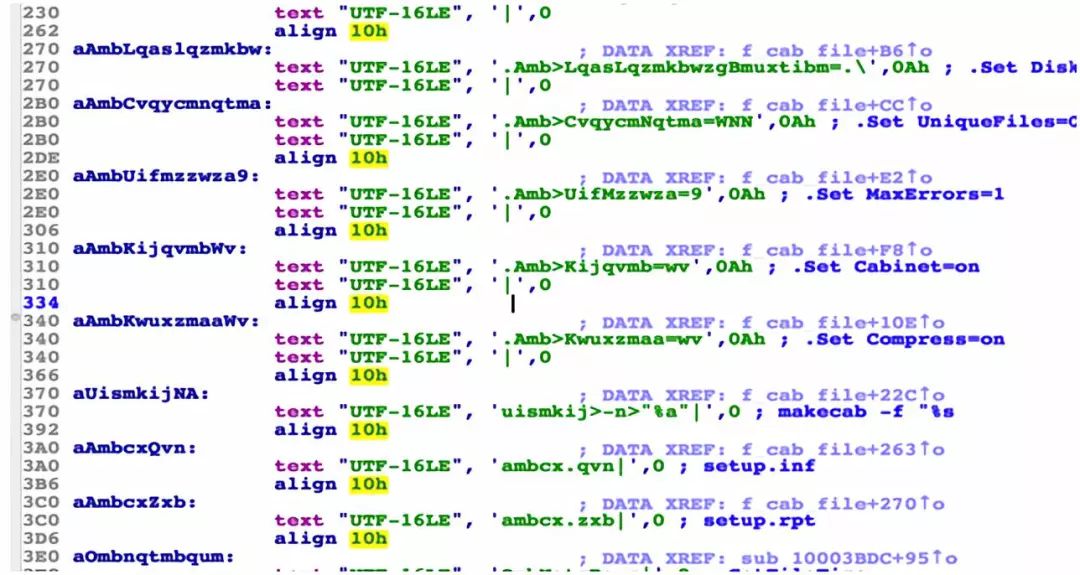 230 text "UTF-16LE", '|',0
262 align 10h
270 aAmbLqaslqzmkbw: ; DATA XREF: f_cab_file+B6↑o
270 text "UTF-16LE", '.Amb>LqasLqzmkbwzgBmuxtibm=.\',0Ah ; .Set Disk
270 text "UTF-16LE", '|',0
2B0 aAmbCvqycmnqtma: ; DATA XREF: f_cab_file+CC↑o
2B0 text "UTF-16LE", '.Amb>CvqycmNqtma=WNN',0Ah ; .Set UniqueFiles=O
2B0 text "UTF-16LE", '|',0
2DE align 10h
2E0 aAmbUifmzzwza9: ; DATA XREF: f_cab_file+E2↑o
2E0 text "UTF-16LE", '.Amb>UifMzzwza=9',0Ah ; .Set MaxErrors=1
2E0 text "UTF-16LE", '|',0
306 align 10h
310 aAmbKijqvmbWv: ; DATA XREF: f_cab_file+F8↑o
310 text "UTF-16LE", '.Amb>Kijqvmb=wv',0Ah ; .Set Cabinet=on
310 text "UTF-16LE", '|',0
334 align 10h
340 aAmbKwuxzmaaWv: ; DATA XREF: f_cab_file+10E↑o
340 text "UTF-16LE", '.Amb>Kwuxzmaa=wv',0Ah ; .Set Compress=on
340 text "UTF-16LE", '|',0
366 align 10h
370 aUismkijNA: ; DATA XREF: f_cab_file+22C↑o
370 text "UTF-16LE", 'uismkij>-n>"%a"|',0 ; makecab -f "%s
392 align 10h
3A0 aAmbcxQvn: ; DATA XREF: f_cab_file+263↑o
3A0 text "UTF-16LE", 'ambcx.qvn|',0 ; setup.inf
3B6 align 10h
3C0 aAmbcxZxb: ; DATA XREF: f_cab_file+270↑o
3C0 text "UTF-16LE", 'ambcx.zxb|',0 ; setup.rpt
3D6 align 10h
3E0 aOmbnqtmbqum: ; DATA XREF: sub_10003BDC+95↑o